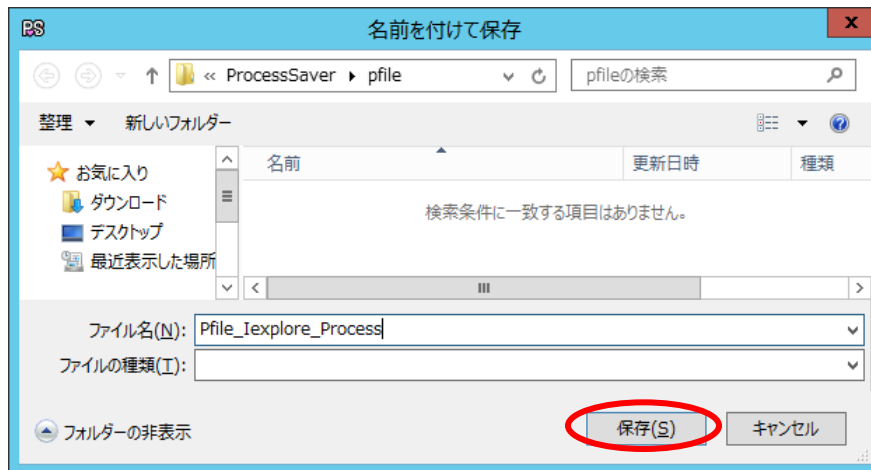 PS 名前を付けて保存 x
« ProcessSaver ▸ pfile pfileの検索
整理 ▼ 新しいフォルダー
名前 更新日時 種類
お気に入り
ダウンロード
デスクトップ
最近表示した場所
検索条件に一致する項目はありません。
ファイル名(N): Pfile_Iexplore_Process
ファイルの種類(T):
フォルダーの非表示 保存(S) キャンセル